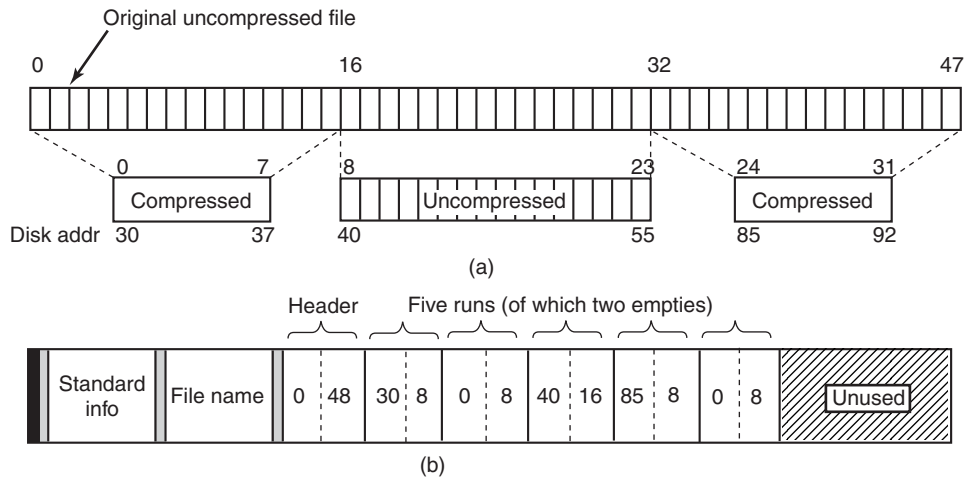 Original uncompressed file
0 16 32 47
0 7 8 23 24 31
Compressed Uncompressed Compressed
Disk addr 30 37 40 55 85 92
(a)
Header Five runs (of which two empties)
Standard info File name 0 48 30 8 0 8 40 16 85 8 0 8 Unused
(b)